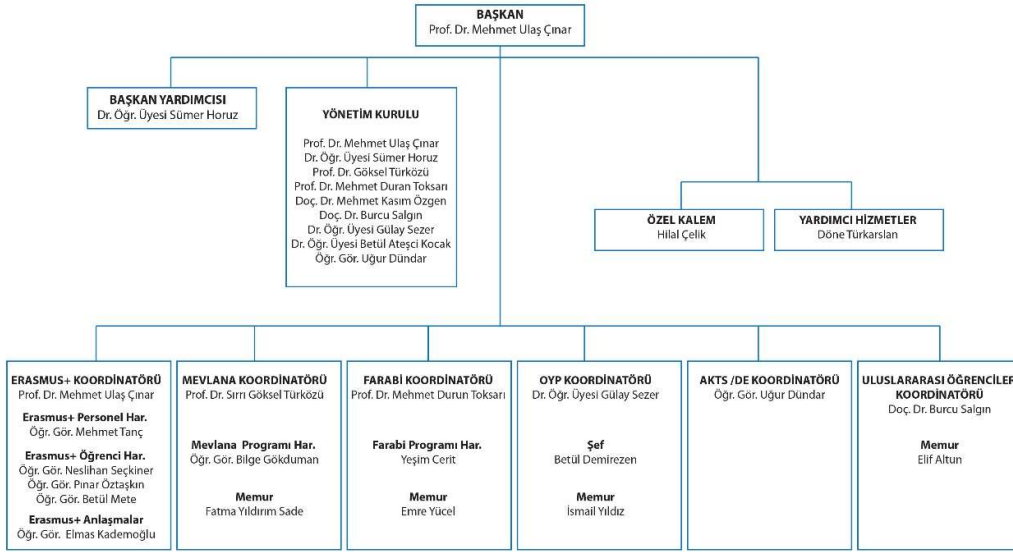 BAŞKAN
Prof. Dr. Mehmet Ulaş Çınar
BAŞKAN YARDIMCISI
Dr. Öğr. Üyesi Sümer Horuz
YÖNETİM KURULU
Prof. Dr. Mehmet Ulaş Çınar
Dr. Öğr. Üyesi Sümer Horuz
Prof. Dr. Göksel Türközü
Prof. Dr. Mehmet Duran Toksarı
Doç. Dr. Mehmet Kasım Özgen
Doç. Dr. Burcu Salgın
Dr. Öğr. Üyesi Gülay Sezer
Dr. Öğr. Üyesi Betül Ateşci Kocak
Öğr. Gör. Uğur Dündar
ÖZEL KALEM
Hilal Çelik
YARDIMCI HİZMETLER
Döne Türkarslan
ERASMUS+ KOORDİNATÖRÜ
Prof. Dr. Mehmet Ulaş Çınar
Erasmus+ Personel Har.
Öğr. Gör. Mehmet Tanç
Erasmus+ Öğrenci Har.
Öğr. Gör. Neslihan Seçkiner
Öğr. Gör. Pınar Öztaşkın
Öğr. Gör. Betül Mete
Erasmus+ Anlaşmalar
Öğr. Gör. Elmas Kademoğlu
MEVLANA KOORDİNATÖRÜ
Prof. Dr. Sırrı Göksel Türközü
Mevlana Programı Har.
Öğr. Gör. Bilge Gökduman
Memur
Fatma Yıldırım Sade
FARABİ KOORDİNATÖRÜ
Prof. Dr. Mehmet Durun Toksarı
Farabi Programı Har.
Yeşim Cerit
Memur
Emre Yücel
OYP KOORDİNATÖRÜ
Dr. Öğr. Üyesi Gülay Sezer
Şef
Betül Demirezen
Memur
İsmail Yıldız
AKTS /DE KOORDİNATÖRÜ
Öğr. Gör. Uğur Dündar
ULUSLARARASI ÖĞRENCİLER
KOORDİNATÖRÜ
Doç. Dr. Burcu Salgın
Memur
Elif Altun